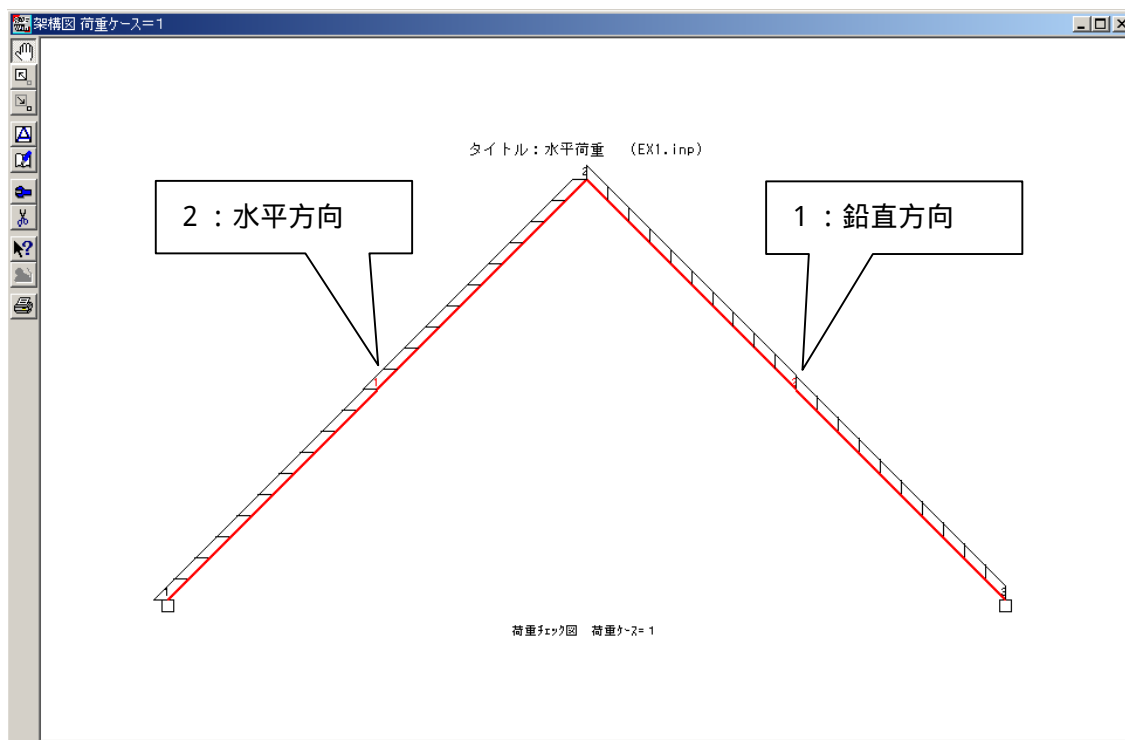 架構図 荷重ケース=1
タイトル:水平荷重 (EX1.inp)
2
2:水平方向
1:鉛直方向
1
2
1
3
荷重ﾁｪｯｸ図 荷重ｹｰｽ= 1